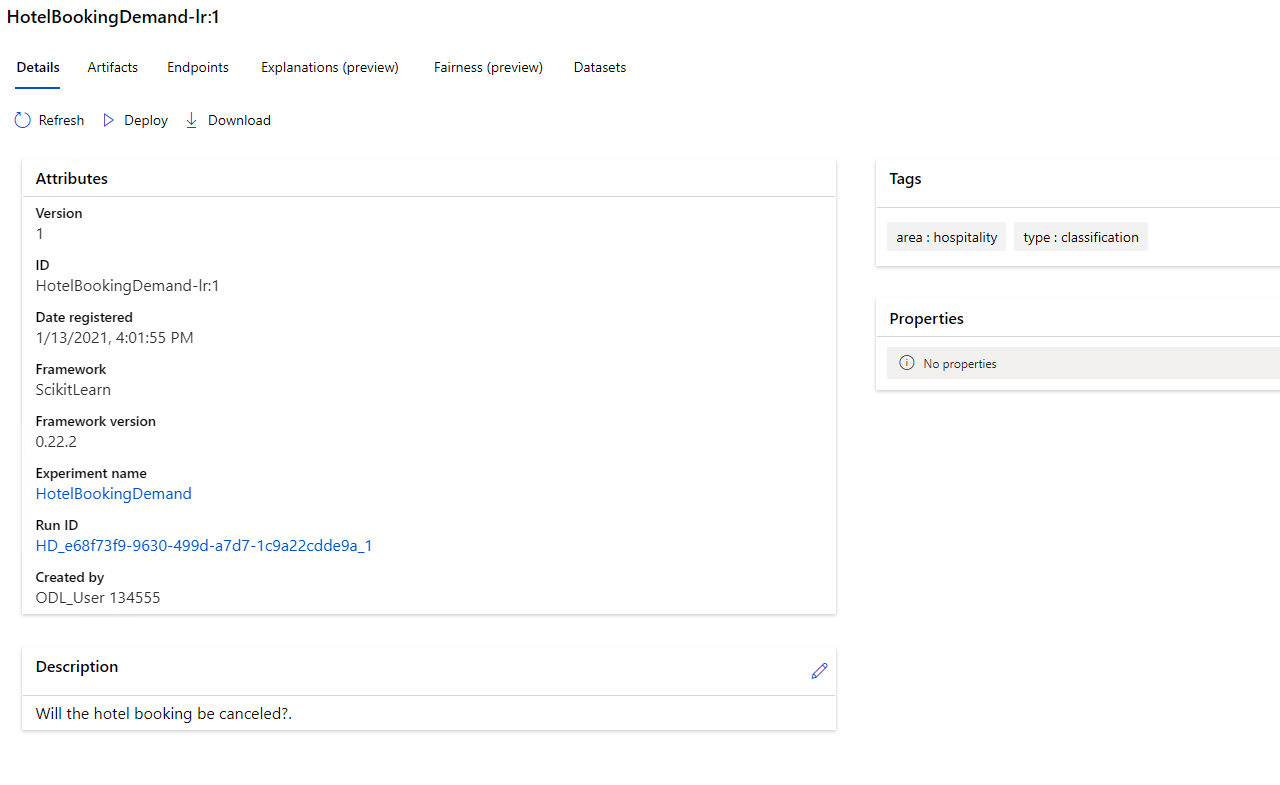 HotelBookingDemand-lr:1
Details Artifacts Endpoints Explanations (preview) Fairness (preview) Datasets
Refresh Deploy Download
Attributes
Version
1
ID
HotelBookingDemand-lr:1
Date registered
1/13/2021, 4:01:55 PM
Framework
ScikitLearn
Framework version
0.22.2
Experiment name
HotelBookingDemand
Run ID
HD_e68f73f9-9630-499d-a7d7-1c9a22cdde9a_1
Created by
ODL_User 134555
Description
Will the hotel booking be canceled?.
Tags
area : hospitality type : classification
Properties
No properties